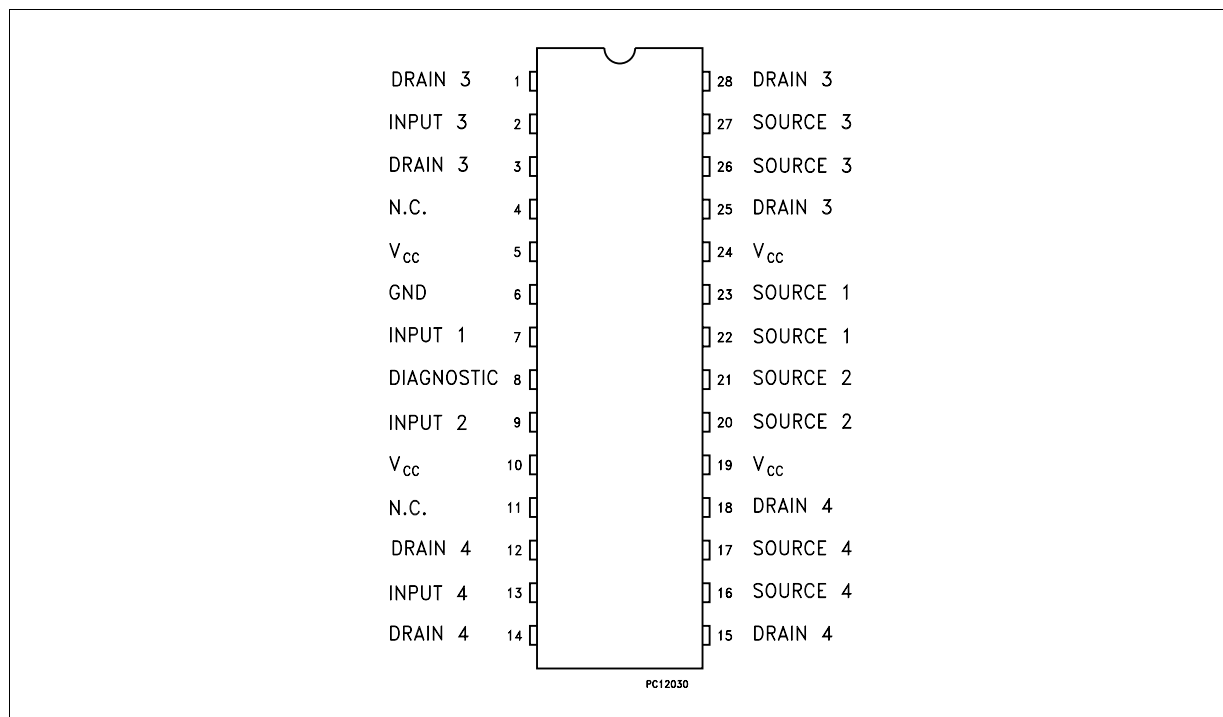 DRAIN 3 1 28 DRAIN 3
INPUT 3 2 27 SOURCE 3
DRAIN 3 3 26 SOURCE 3
N.C. 4 25 DRAIN 3
VCC 5 24 VCC
GND 6 23 SOURCE 1
INPUT 1 7 22 SOURCE 1
DIAGNOSTIC 8 21 SOURCE 2
INPUT 2 9 20 SOURCE 2
VCC 10 19 VCC
N.C. 11 18 DRAIN 4
DRAIN 4 12 17 SOURCE 4
INPUT 4 13 16 SOURCE 4
DRAIN 4 14 15 DRAIN 4
PC12030